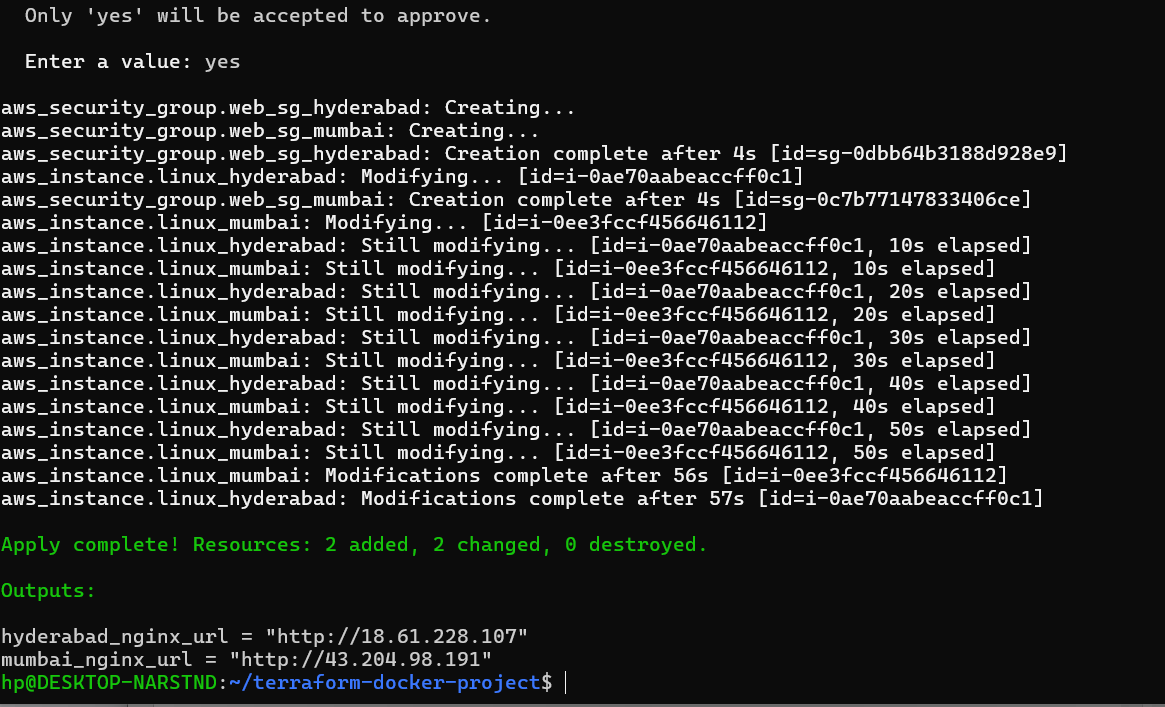 Only 'yes' will be accepted to approve.
Enter a value: yes
aws_security_group.web_sg_hyderabad: Creating...
aws_security_group.web_sg_mumbai: Creating...
aws_security_group.web_sg_hyderabad: Creation complete after 4s [id=sg-0dbb64b3188d928e9]
aws_instance.linux_hyderabad: Modifying... [id=i-0ae70aabeaccff0c1]
aws_security_group.web_sg_mumbai: Creation complete after 4s [id=sg-0c7b77147833406ce]
aws_instance.linux_mumbai: Modifying... [id=i-0ee3fccf456646112]
aws_instance.linux_hyderabad: Still modifying... [id=i-0ae70aabeaccff0c1, 10s elapsed]
aws_instance.linux_mumbai: Still modifying... [id=i-0ee3fccf456646112, 10s elapsed]
aws_instance.linux_hyderabad: Still modifying... [id=i-0ae70aabeaccff0c1, 20s elapsed]
aws_instance.linux_mumbai: Still modifying... [id=i-0ee3fccf456646112, 20s elapsed]
aws_instance.linux_hyderabad: Still modifying... [id=i-0ae70aabeaccff0c1, 30s elapsed]
aws_instance.linux_mumbai: Still modifying... [id=i-0ee3fccf456646112, 30s elapsed]
aws_instance.linux_hyderabad: Still modifying... [id=i-0ae70aabeaccff0c1, 40s elapsed]
aws_instance.linux_mumbai: Still modifying... [id=i-0ee3fccf456646112, 40s elapsed]
aws_instance.linux_hyderabad: Still modifying... [id=i-0ae70aabeaccff0c1, 50s elapsed]
aws_instance.linux_mumbai: Still modifying... [id=i-0ee3fccf456646112, 50s elapsed]
aws_instance.linux_mumbai: Modifications complete after 56s [id=i-0ee3fccf456646112]
aws_instance.linux_hyderabad: Modifications complete after 57s [id=i-0ae70aabeaccff0c1]
Apply complete! Resources: 2 added, 2 changed, 0 destroyed.
Outputs:
hyderabad_nginx_url = "http://18.61.228.107"
mumbai_nginx_url = "http://43.204.98.191"
hp@DESKTOP-NARSTND:~/terraform-docker-project$